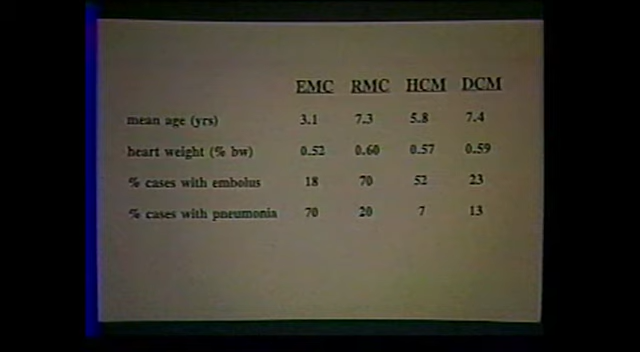 EMC RMC HCM DCM
mean age (yrs) 3.1 7.3 5.8 7.4
heart weight (% bw) 0.52 0.60 0.57 0.59
% cases with embolus 18 70 52 23
% cases with pneumonia 70 20 7 13